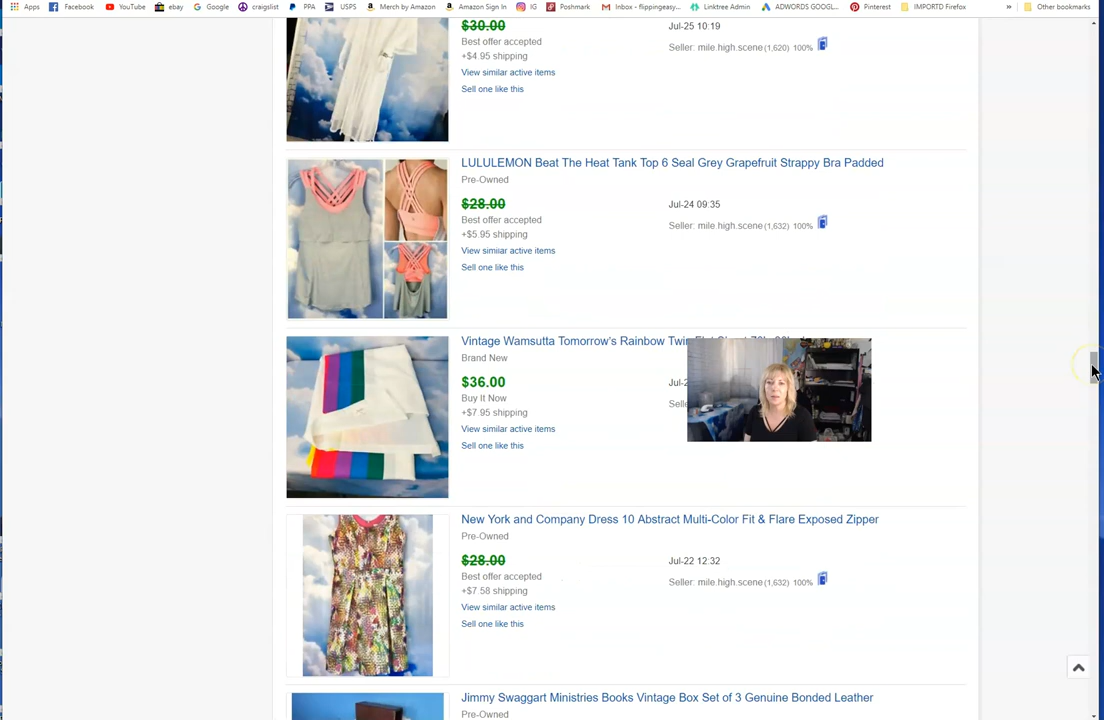 Apps Facebook YouTube ebay Google craigslist PPA USPS Merch by Amazon Amazon Sign In IG Poshmark Inbox - flippingeasy... Linktree Admin ADWORDS GOOGL... Pinterest IMPORTD Firefox » Other bookmarks
$30.00 Jul-25 10:19
Best offer accepted
+$4.95 shipping Seller: mile.high.scene (1,620) 100%
View similar active items
Sell one like this
LULULEMON Beat The Heat Tank Top 6 Seal Grey Grapefruit Strappy Bra Padded
Pre-Owned
$28.00 Jul-24 09:35
Best offer accepted
+$5.95 shipping Seller: mile.high.scene (1,632) 100%
View similar active items
Sell one like this
Vintage Wamsutta Tomorrow's Rainbow Twin Flat Sheet
Brand New
$36.00
Buy It Now
+$7.95 shipping
View similar active items
Sell one like this
New York and Company Dress 10 Abstract Multi-Color Fit & Flare Exposed Zipper
Pre-Owned
$28.00 Jul-22 12:32
Best offer accepted
+$7.58 shipping Seller: mile.high.scene (1,632) 100%
View similar active items
Sell one like this
Jimmy Swaggart Ministries Books Vintage Box Set of 3 Genuine Bonded Leather
Pre-Owned